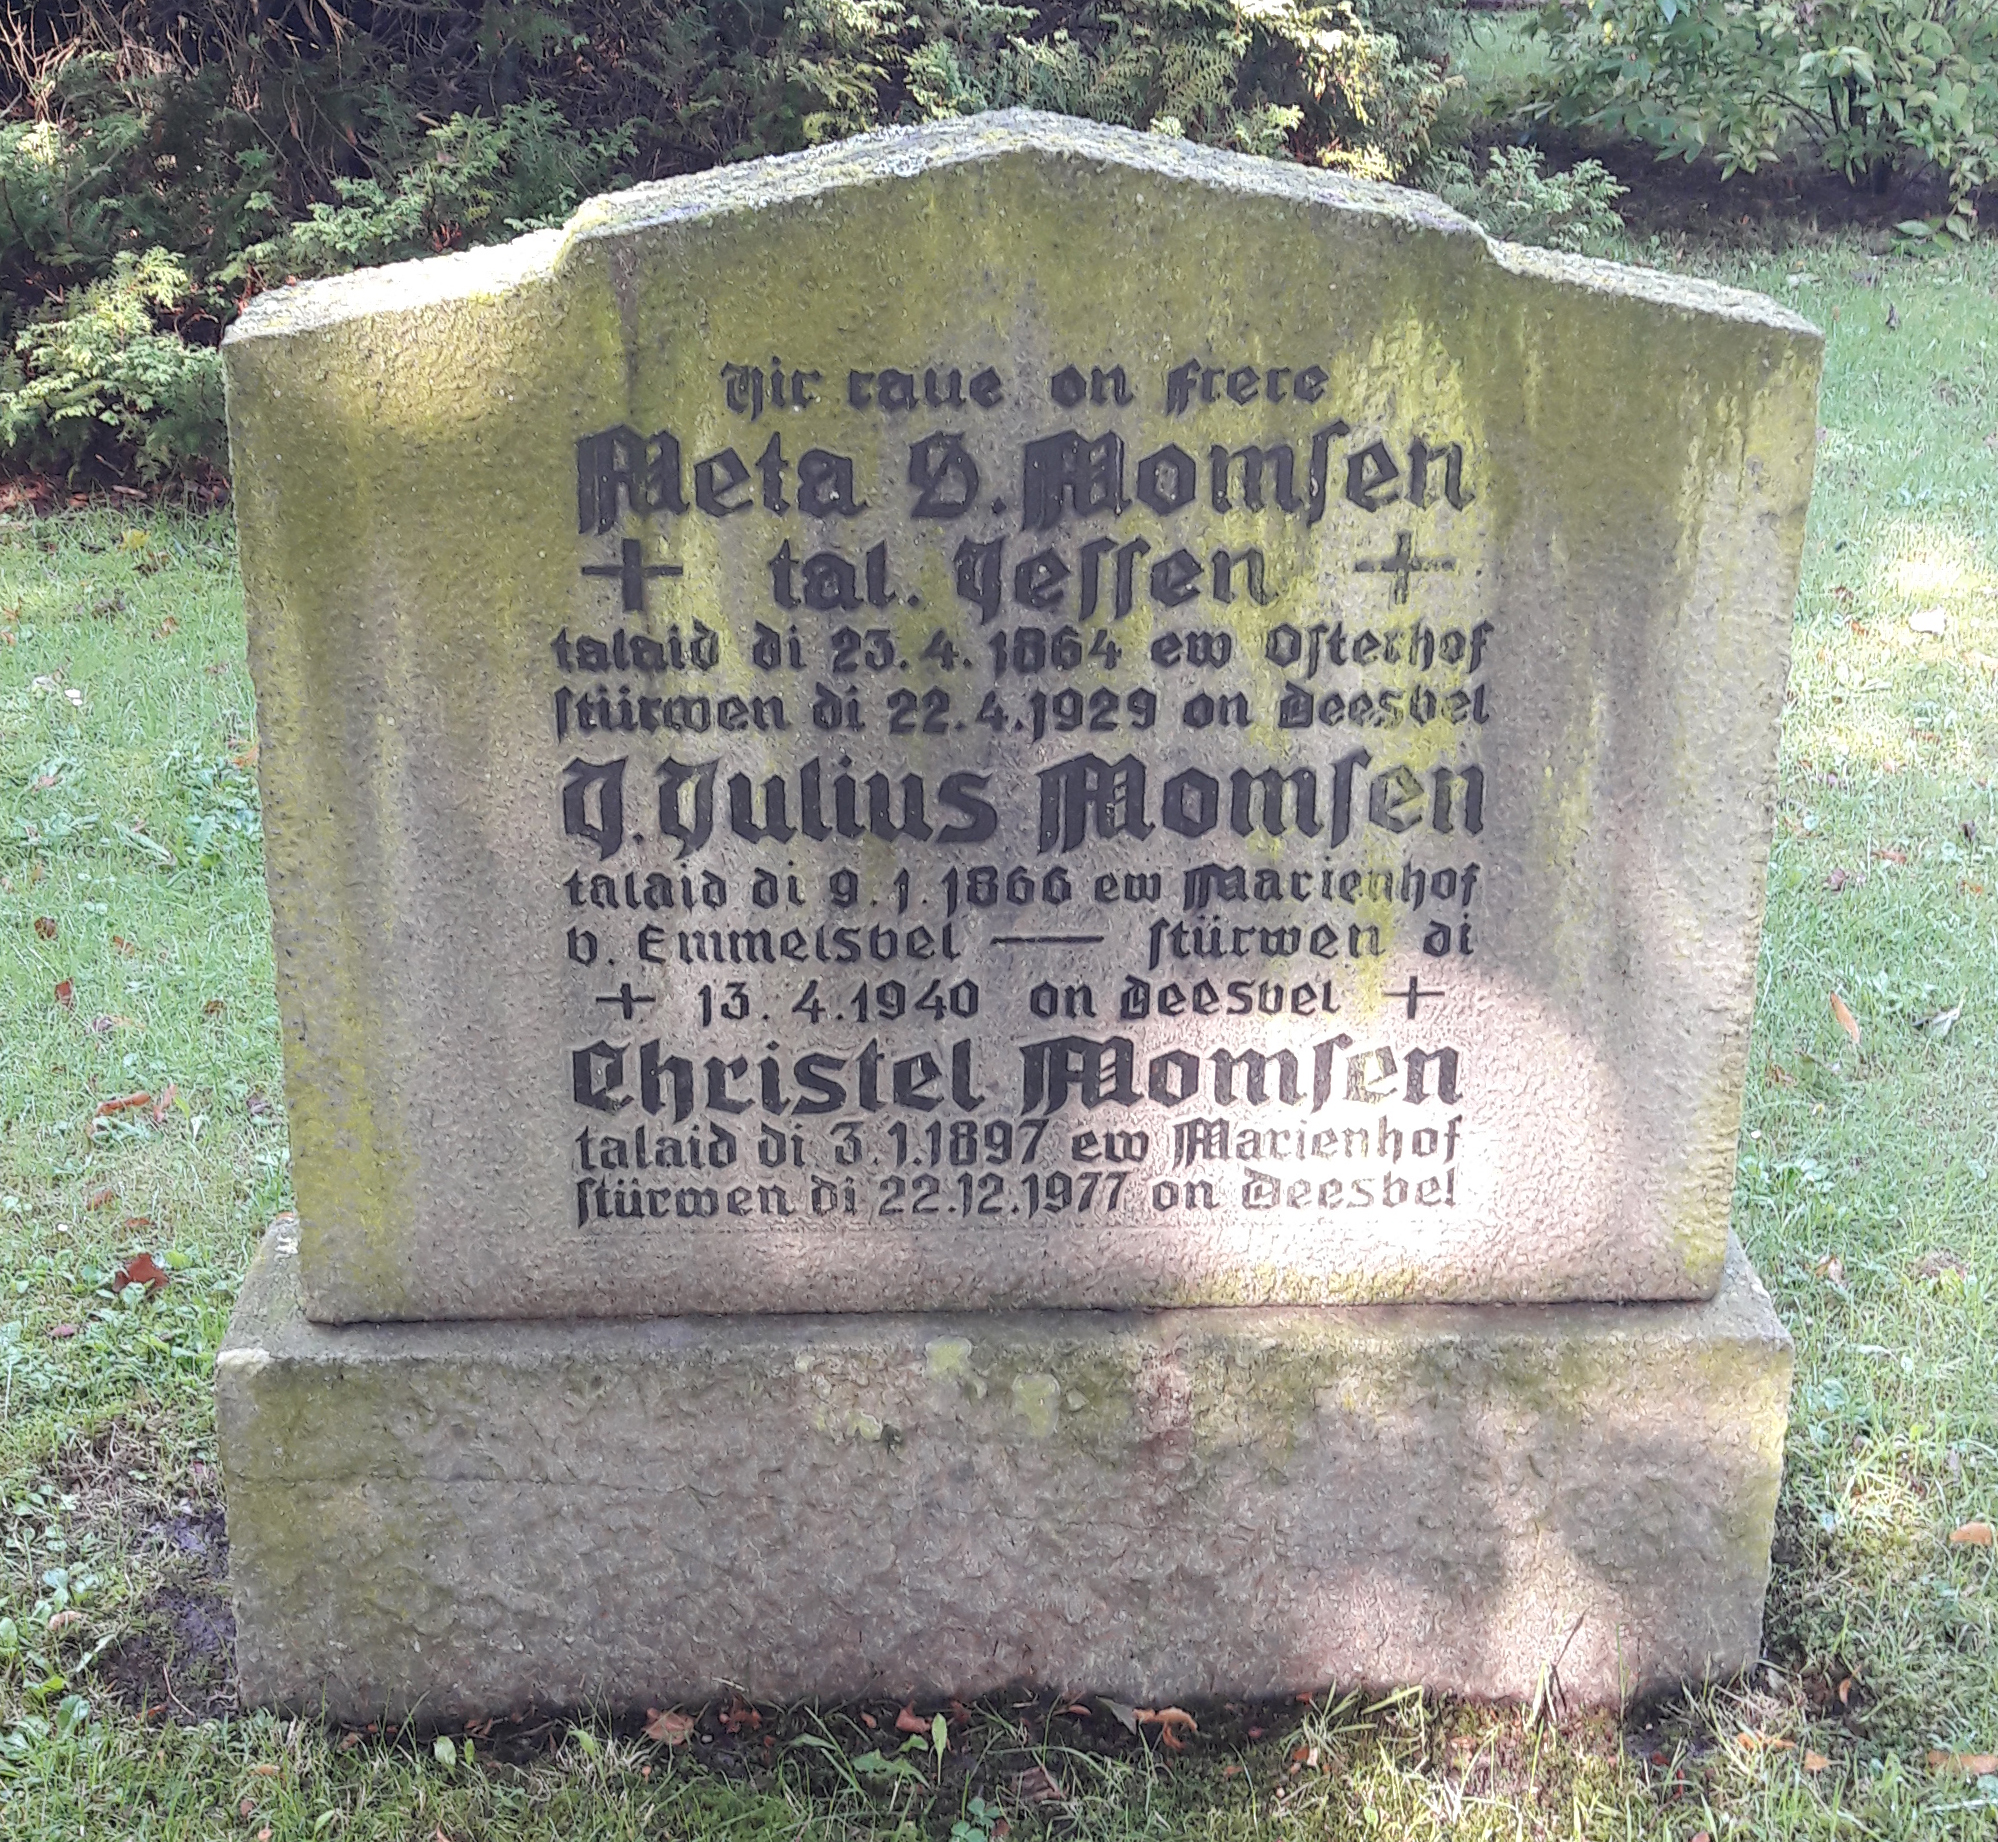 Hir raue on Frere
Meta S. Momſen
tal. Jeſſen
talaid di 23.4.1864 ew Oſterhof
ſtürwen di 22.4.1929 on Deesbel
J. Julius Momſen
talaid di 9.1.1866 ew Marienhof
b. Emmelsbel — ſtürwen di
13.4.1940 on Deesbel
Christel Momſen
talaid di 3.1.1897 ew Marienhof
ſtürwen di 22.12.1977 on Deesbel